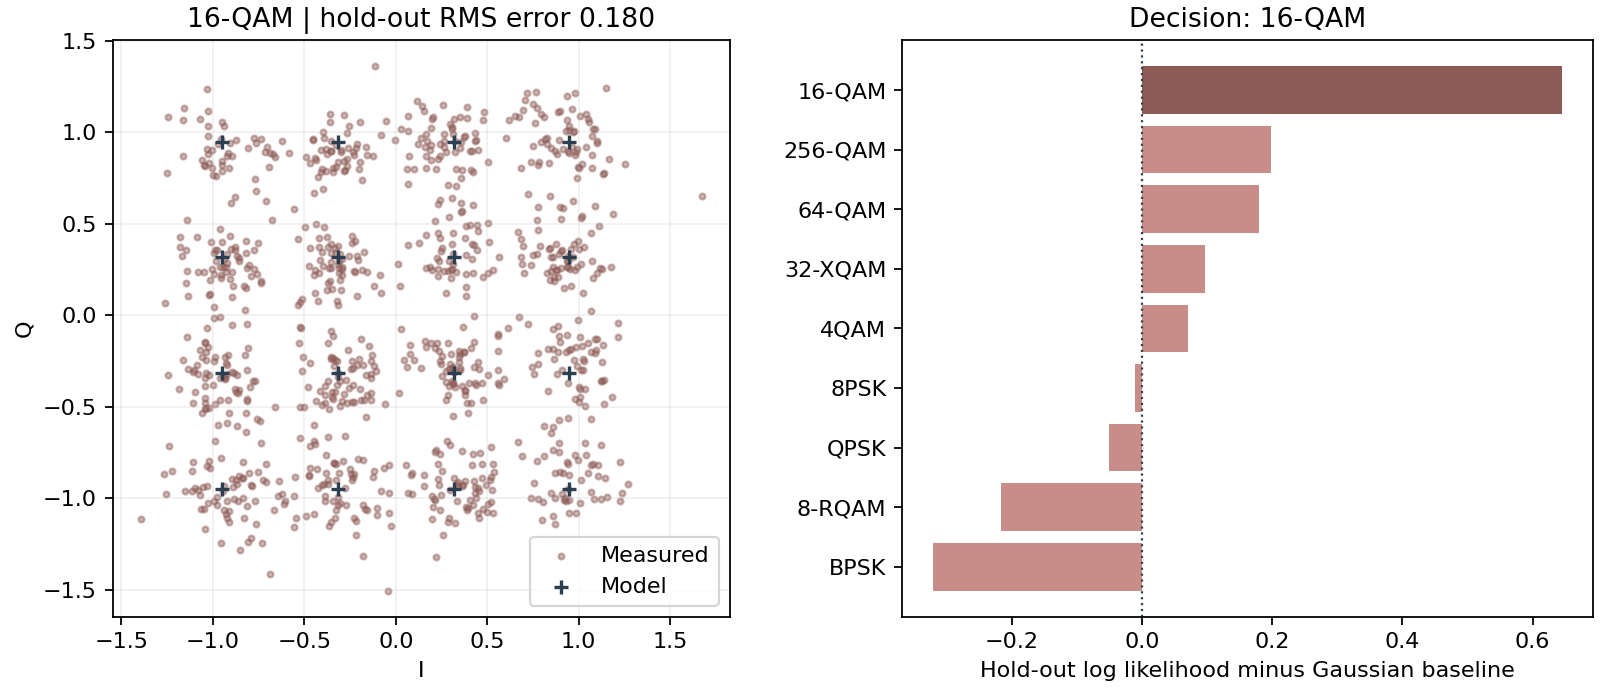 16-QAM | hold-out RMS error 0.180
1.5
1.0
0.5
0.0
−0.5
−1.0
−1.5
Q
−1.5
−1.0
−0.5
0.0
0.5
1.0
1.5
I
Measured
Model
Decision: 16-QAM
16-QAM
256-QAM
64-QAM
32-XQAM
4QAM
8PSK
QPSK
8-RQAM
BPSK
−0.2
0.0
0.2
0.4
0.6
Hold-out log likelihood minus Gaussian baseline